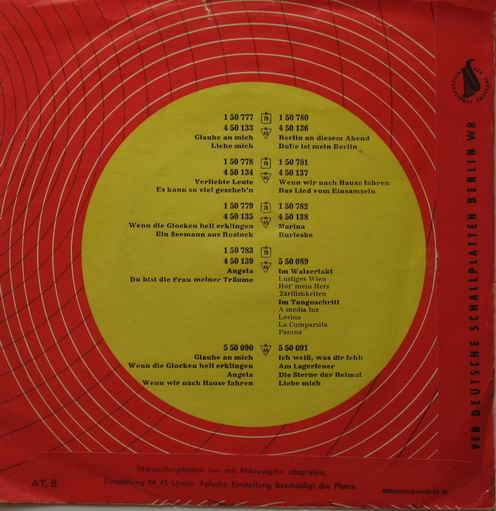 1 50 777
4 50 133
Glaube an mich
Liebe mich
1 50 780
4 50 136
Berlin an diesem Abend
Dufte ist mein Berlin
1 50 778
4 50 134
Verliebte Leute
Es kann so viel gescheh'n
1 50 781
4 50 137
Wenn wir nach Hause fahren
Das Lied vom Einsamsein
1 50 779
4 50 135
Wenn die Glocken hell erklingen
Ein Seemann aus Rostock
1 50 782
4 50 138
Marina
Burleske
1 50 783
4 50 139
Angela
Du bist die Frau meiner Träume
5 50 089
Im Walzertakt
Lustiges Wien
Hör' mein Herz
Zärtlichkeiten
Im Tangoschritt
A media luz
Lorina
La Cumparsita
Parana
5 50 090
Glaube an mich
Wenn die Glocken hell erklingen
Angela
Wenn wir nach Hause fahren
5 50 091
Ich weiß, was dir fehlt
Am Lagerfeuer
Die Sterne der Heimat
Liebe mich
VEB DEUTSCHE SCHALLPLATTEN BERLIN W8
Mikrorillenplatten nur mit Mikrosaphir abspielen,
Einstellung M 45 U/min. Falsche Einstellung beschädigt die Platte.
AT. 8